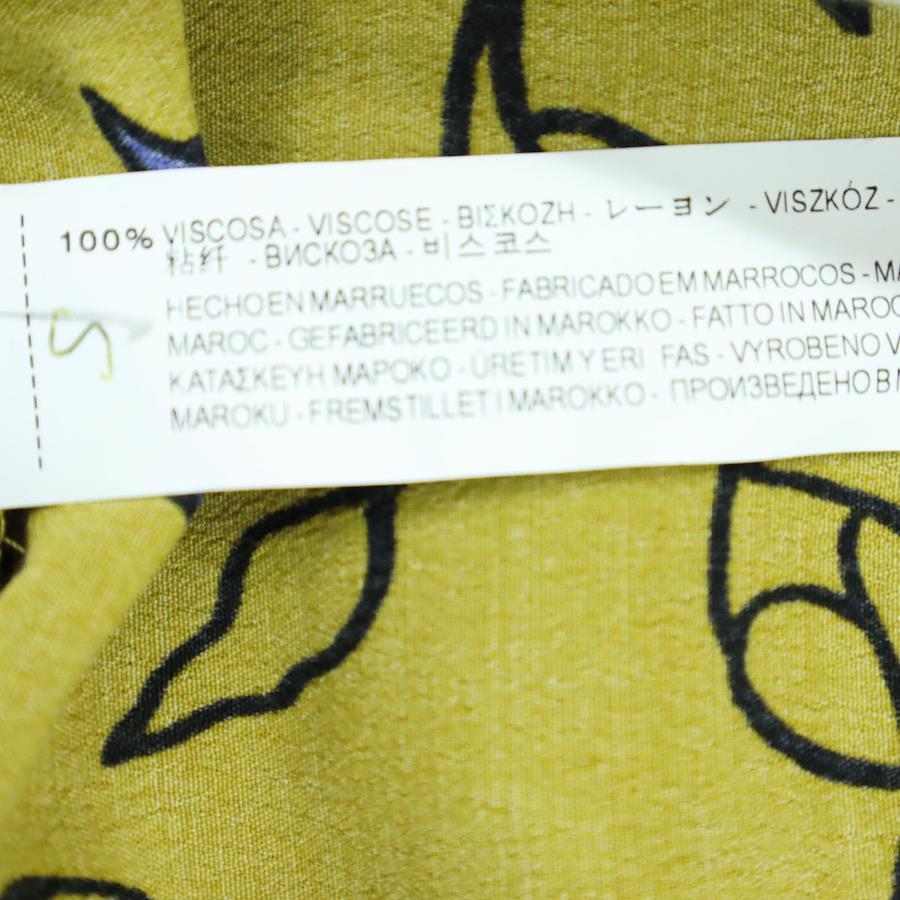 100% VISCOSA - VISCOSE - ΒΙΣΚΟΖΗ - レーヨン - VISZKÓZ -
粘纤 - ВИСКОЗА - 비스코스
HECHO EN MARRUECOS - FABRICADO EM MARROCOS -
MAROC - GEFABRICEERD IN MAROKKO - FATTO IN
ΚΑΤΑΣΚΕΥΗ ΜΑΡΟΚΟ - ÜRETIM YERI FAS - VYROBENO V
MAROKU - FREMSTILLET I MAROKKO - ПРОИЗВЕДЕНО В